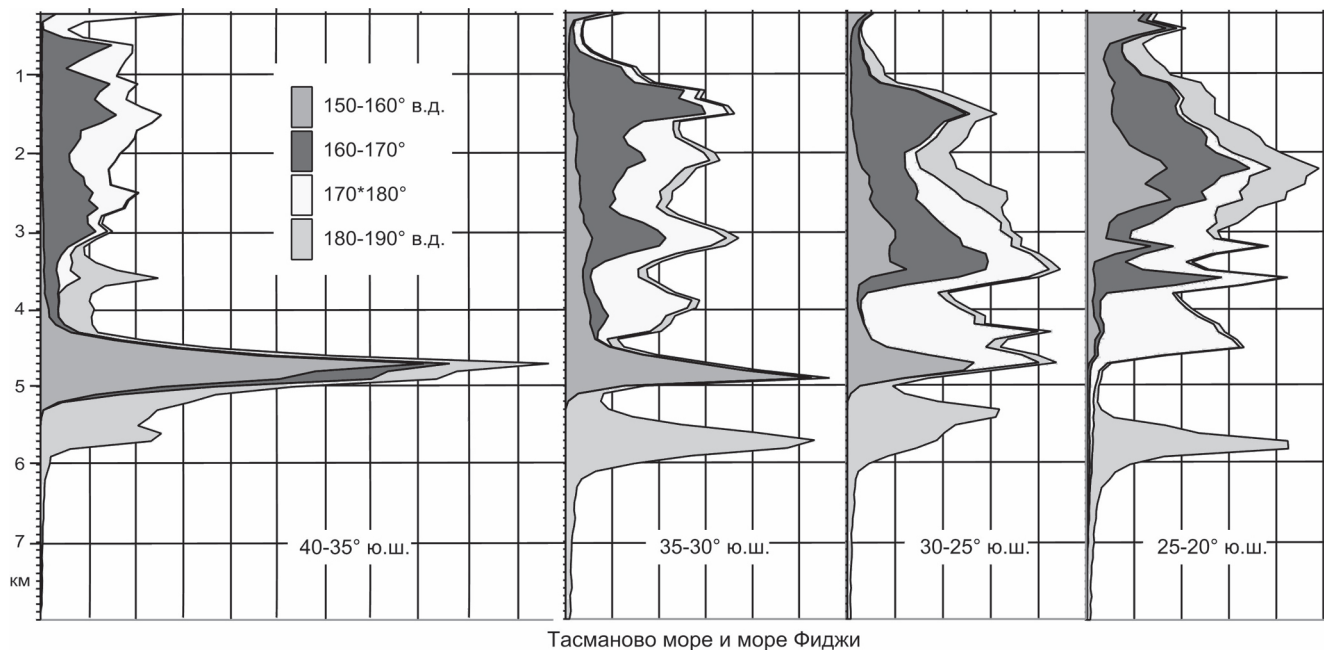 1
2
3
4
5
6
7
км
150-160° в.д.
160-170°
170*180°
180-190° в.д.
40-35° ю.ш.
35-30° ю.ш.
30-25° ю.ш.
25-20° ю.ш.
Тасманово море и море Фиджи